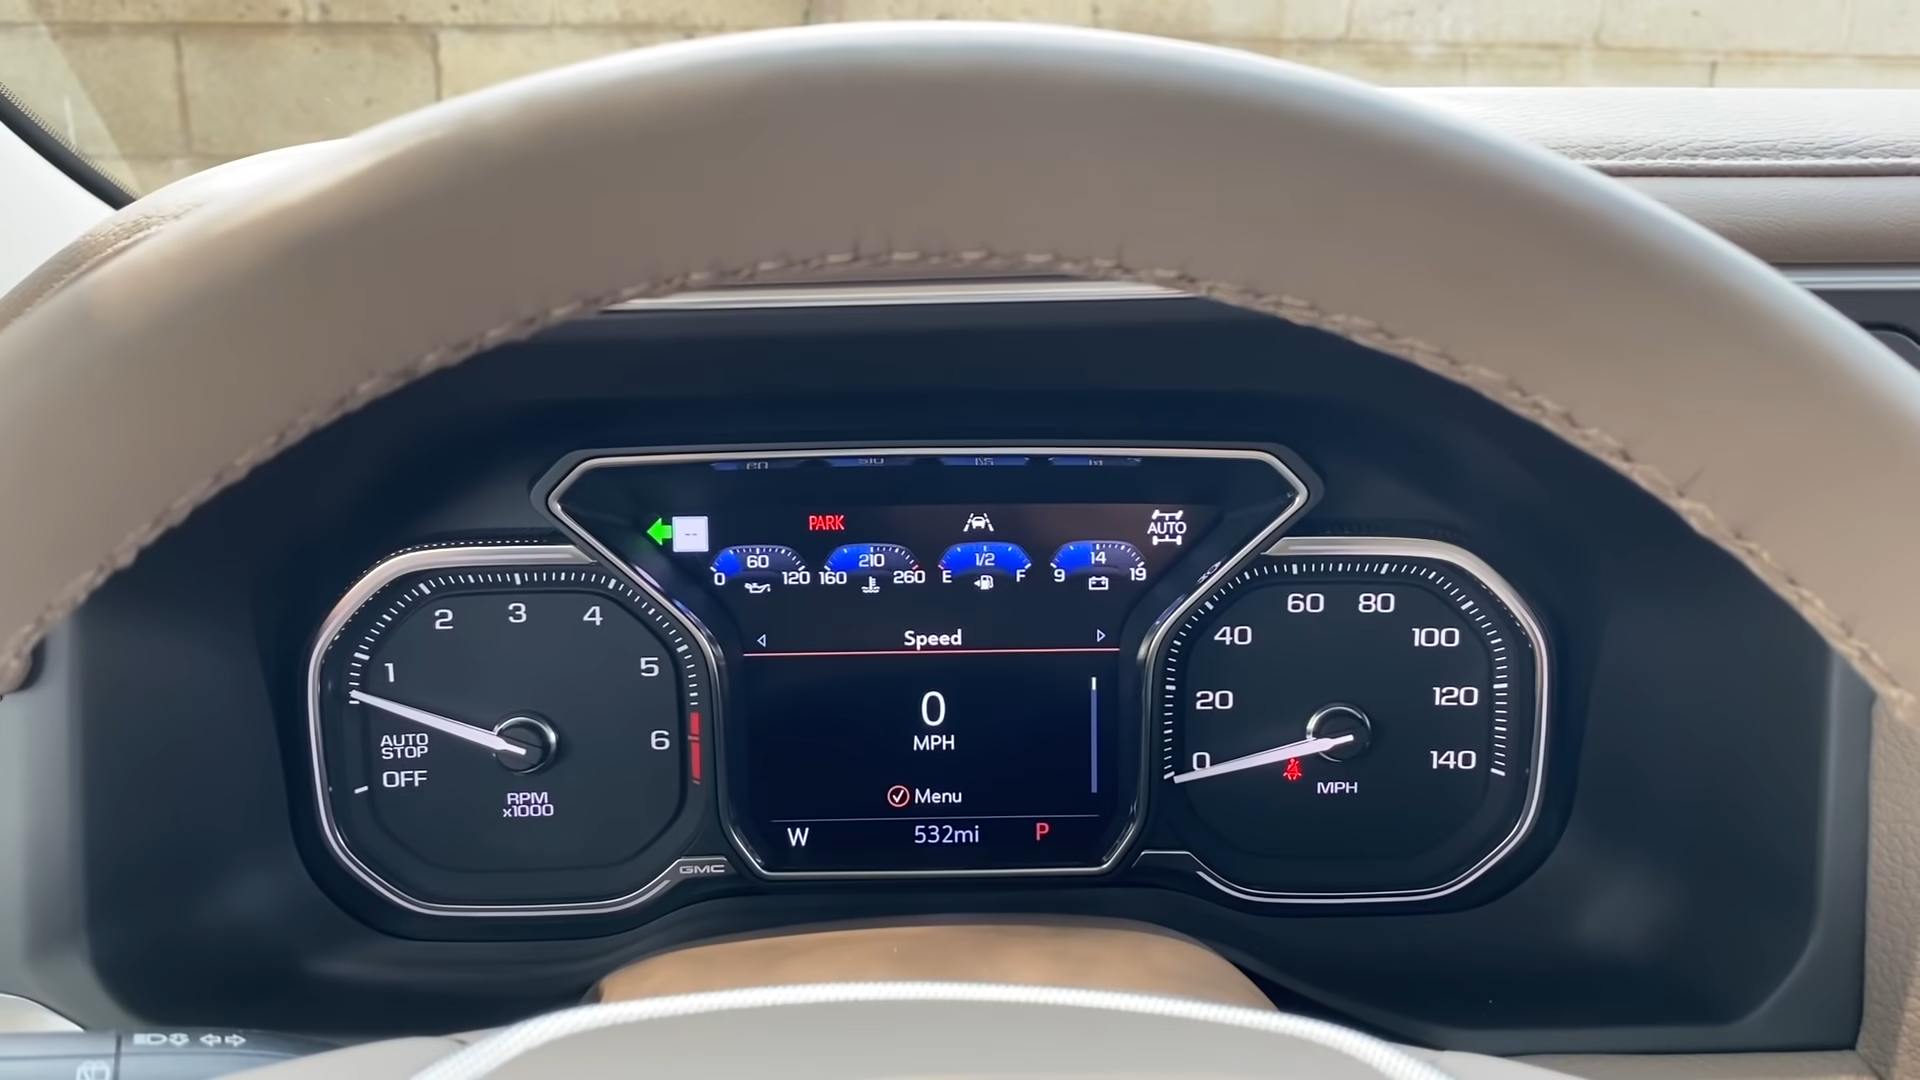 PARK
AUTO
--
60
0 120
210
160 260
1/2
E F
14
9 19
Speed
0
MPH
Menu
W 532mi P
1
2
3
4
5
6
AUTO
STOP
OFF
RPM
x1000
GMC
0
20
40
60
80
100
120
140
MPH